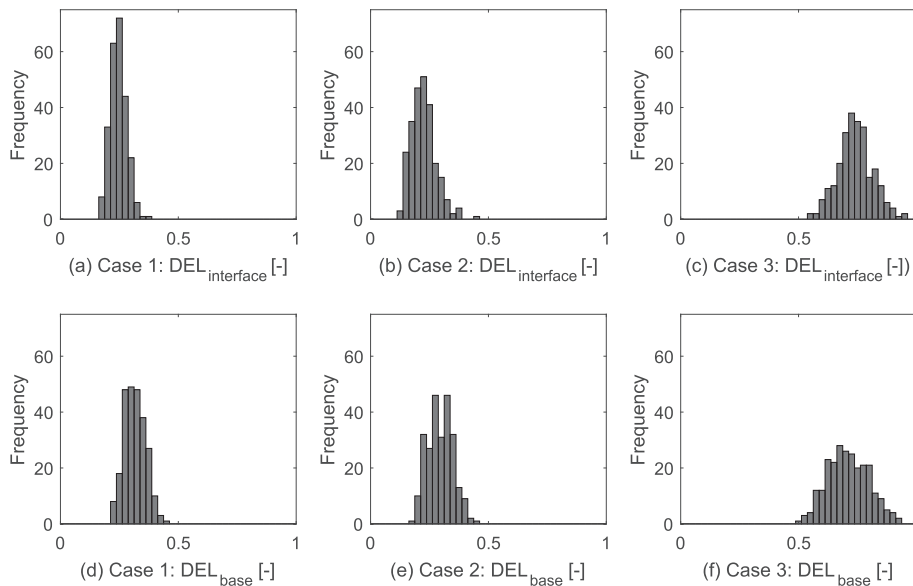 60
40
20
0
Frequency
0 0.5 1
(a) Case 1: DEL_interface [-]
60
40
20
0
Frequency
0 0.5 1
(b) Case 2: DEL_interface [-]
60
40
20
0
Frequency
0 0.5
(c) Case 3: DEL_interface [-])
60
40
20
0
Frequency
0 0.5 1
(d) Case 1: DEL_base [-]
60
40
20
0
Frequency
0 0.5 1
(e) Case 2: DEL_base [-]
60
40
20
0
Frequency
0 0.5
(f) Case 3: DEL_base [-]